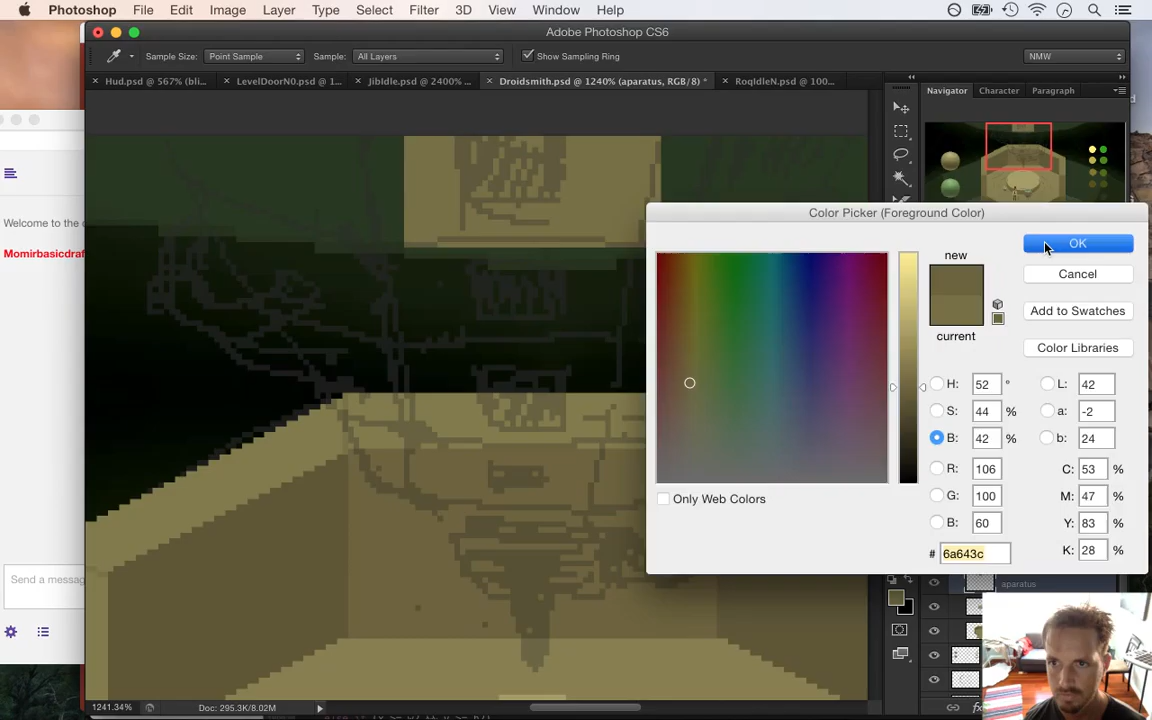 Photoshop File Edit Image Layer Type Select Filter 3D View Window Help
Adobe Photoshop CS6
Sample Size: Point Sample Sample: All Layers Show Sampling Ring NMW
Hud.psd @ 567% (bli... LevelDoorN0.psd @ 1... JibIdle.psd @ 2400% ... Droidsmith.psd @ 1240% (aparatus, RGB/8) * RoqIdleN.psd @ 100...
Navigator Character Paragraph
Welcome to the c
Momirbasicdraf
Send a messag
Color Picker (Foreground Color)
new
current
OK
Cancel
Add to Swatches
Color Libraries
H: 52 °
S: 44 %
B: 42 %
R: 106
G: 100
B: 60
# 6a643c
L: 42
a: -2
b: 24
C: 53 %
M: 47 %
Y: 83 %
K: 28 %
Only Web Colors
aparatus
1241.34% Doc: 295.3K/8.02M